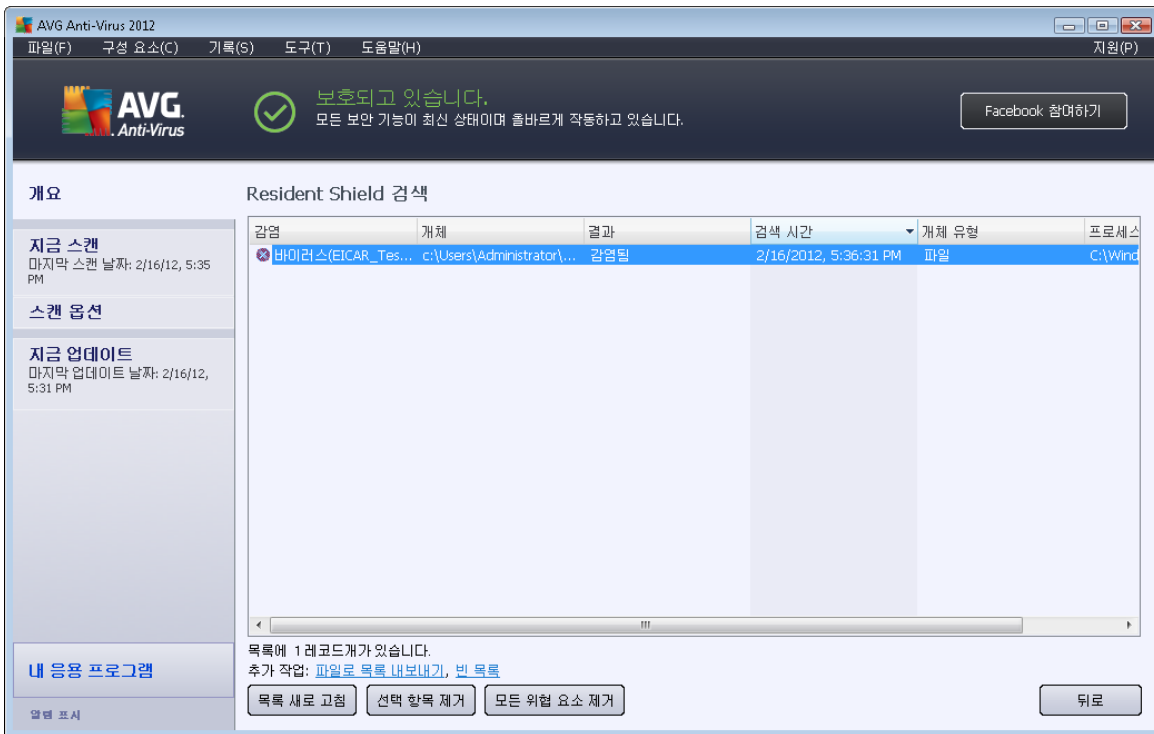 AVG Anti-Virus 2012
파일(F) 구성 요소(C) 기록(S) 도구(T) 도움말(H) 지원(P)
AVG.
Anti-Virus
보호되고 있습니다.
모든 보안 기능이 최신 상태이며 올바르게 작동하고 있습니다.
Facebook 참여하기
개요
지금 스캔
마지막 스캔 날짜: 2/16/12, 5:35
PM
스캔 옵션
지금 업데이트
마지막 업데이트 날짜: 2/16/12,
5:31 PM
내 응용 프로그램
알림 표시
Resident Shield 검색
감염 개체 결과 검색 시간 개체 유형 프로세스
바이러스(EICAR_Tes... c:\Users\Administrator\... 감염됨 2/16/2012, 5:36:31 PM 파일 C:\Wind
목록에 1 레코드개가 있습니다.
추가 작업: 파일로 목록 내보내기, 빈 목록
목록 새로 고침 선택 항목 제거 모든 위협 요소 제거 뒤로